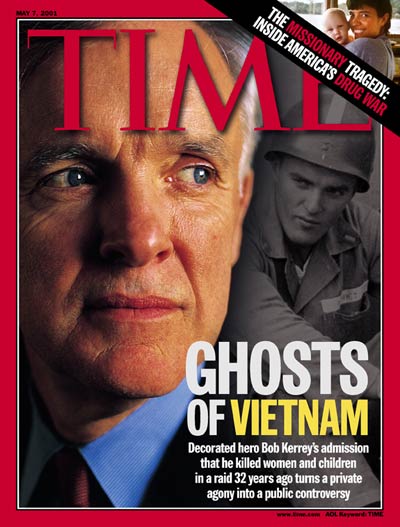 MAY 7, 2001
THE MISSIONARY TRAGEDY:
INSIDE AMERICA'S DRUG WAR
TIME
GHOSTS
OF VIETNAM
Decorated hero Bob Kerrey's admission
that he killed women and children
in a raid 32 years ago turns a private
agony into a public controversy
www.time.com AOL Keyword: TIME